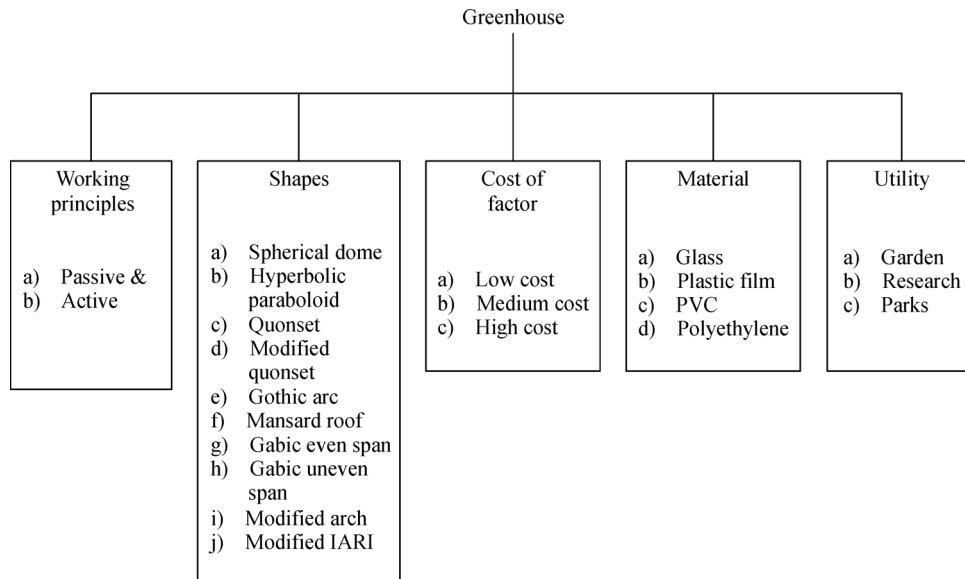 Greenhouse
Working
principles
a) Passive &
b) Active
Shapes
a) Spherical dome
b) Hyperbolic
paraboloid
c) Quonset
d) Modified
quonset
e) Gothic arc
f) Mansard roof
g) Gabic even span
h) Gabic uneven
span
i) Modified arch
j) Modified IARI
Cost of
factor
a) Low cost
b) Medium cost
c) High cost
Material
a) Glass
b) Plastic film
c) PVC
d) Polyethylene
Utility
a) Garden
b) Research
c) Parks